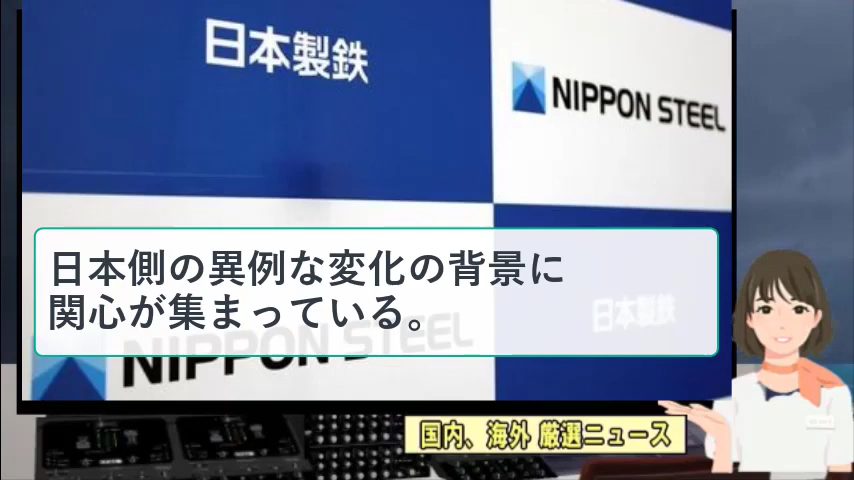 日本製鉄
NIPPON STEEL
日本側の異例な変化の背景に
関心が集まっている。
日本製鉄
NIPPON STEEL
国内、海外 厳選ニュース